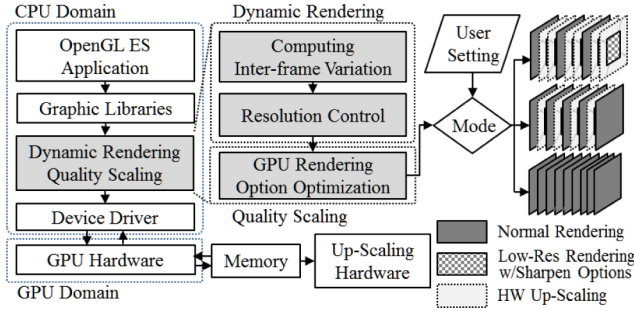 CPU Domain
OpenGL ES
Application
Graphic Libraries
Dynamic Rendering
Quality Scaling
Device Driver
GPU Hardware
GPU Domain
Dynamic Rendering
Computing
Inter-frame Variation
Resolution Control
GPU Rendering
Option Optimization
Quality Scaling
Memory
Up-Scaling
Hardware
User
Setting
Mode
Normal Rendering
Low-Res Rendering
w/Sharpen Options
HW Up-Scaling